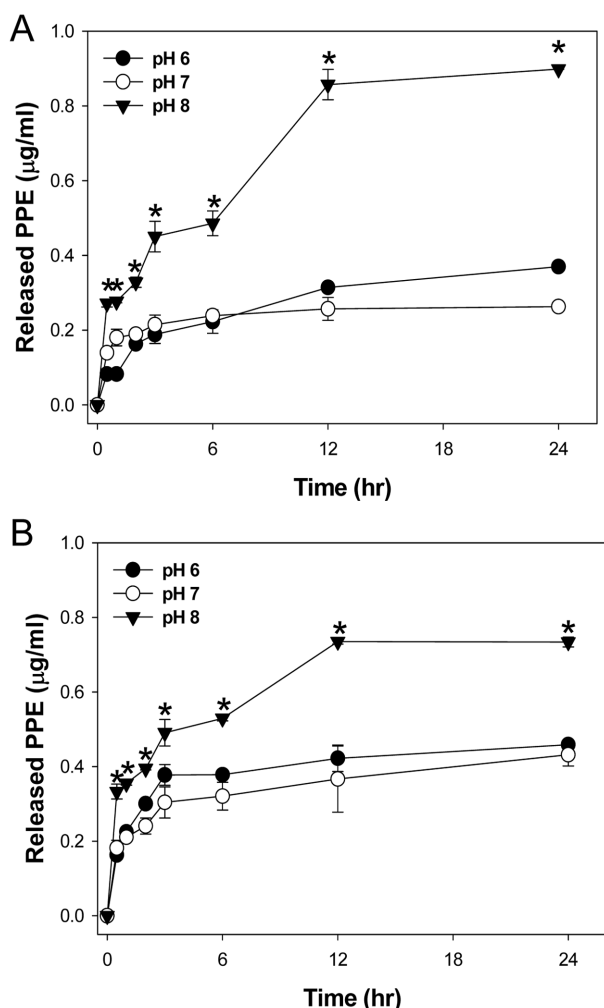 A
1.0
pH 6
pH 7
pH 8
0.8
0.6
0.4
0.2
0.0
Released PPE (µg/ml)
* * * * * * *
0 6 12 18 24
Time (hr)
B
1.0
pH 6
pH 7
pH 8
0.8
0.6
0.4
0.2
0.0
Released PPE (µg/ml)
* * * * * * *
0 6 12 18 24
Time (hr)